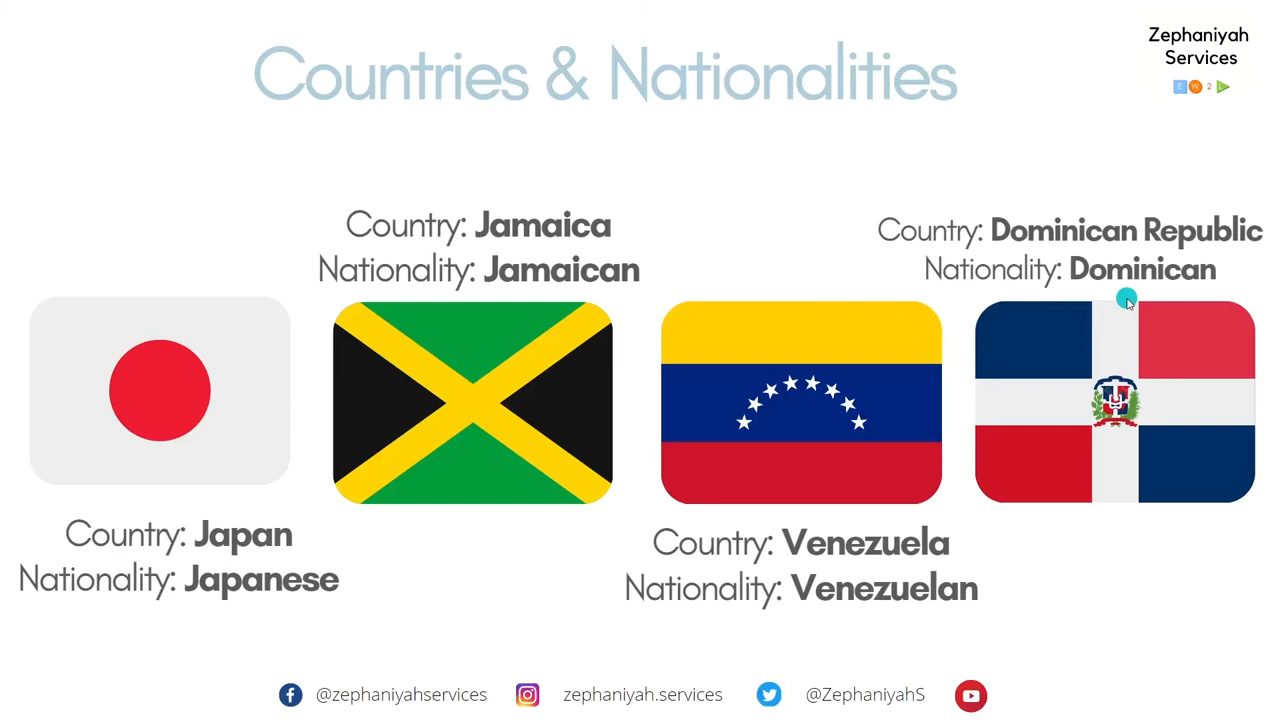 Countries & Nationalities
Zephaniyah
Services
E W 2 L
Country: Jamaica
Nationality: Jamaican
Country: Dominican Republic
Nationality: Dominican
Country: Japan
Nationality: Japanese
Country: Venezuela
Nationality: Venezuelan
@zephaniyahservices
zephaniyah.services
@ZephaniyahS